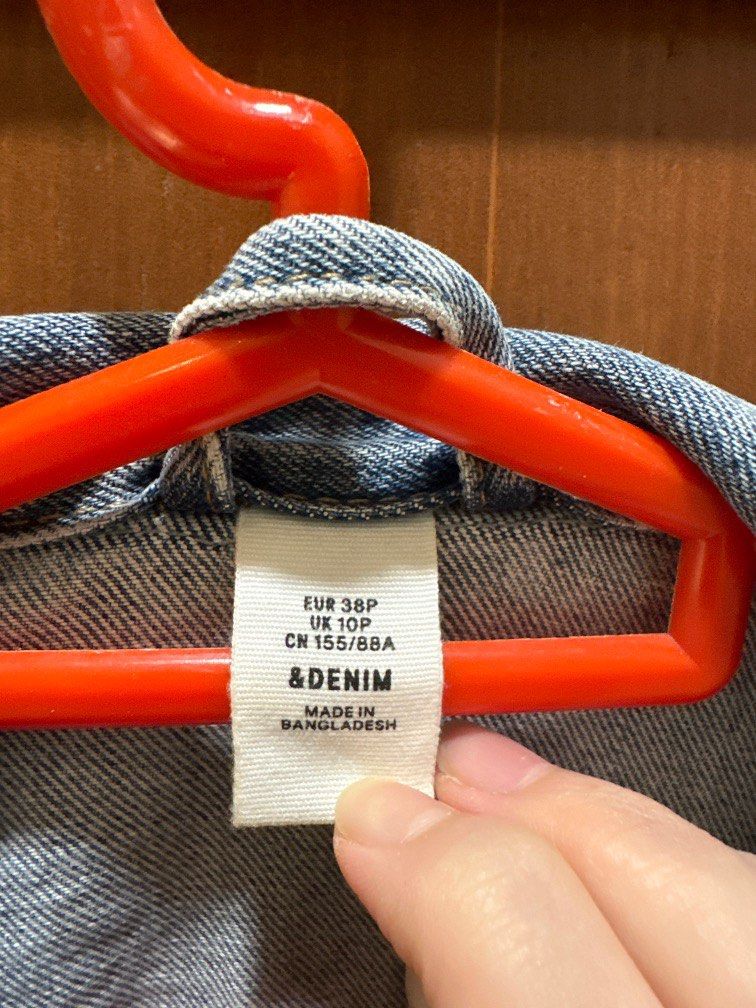 EUR 38P
UK 10P
CN 155/88A
&DENIM
MADE IN
BANGLADESH